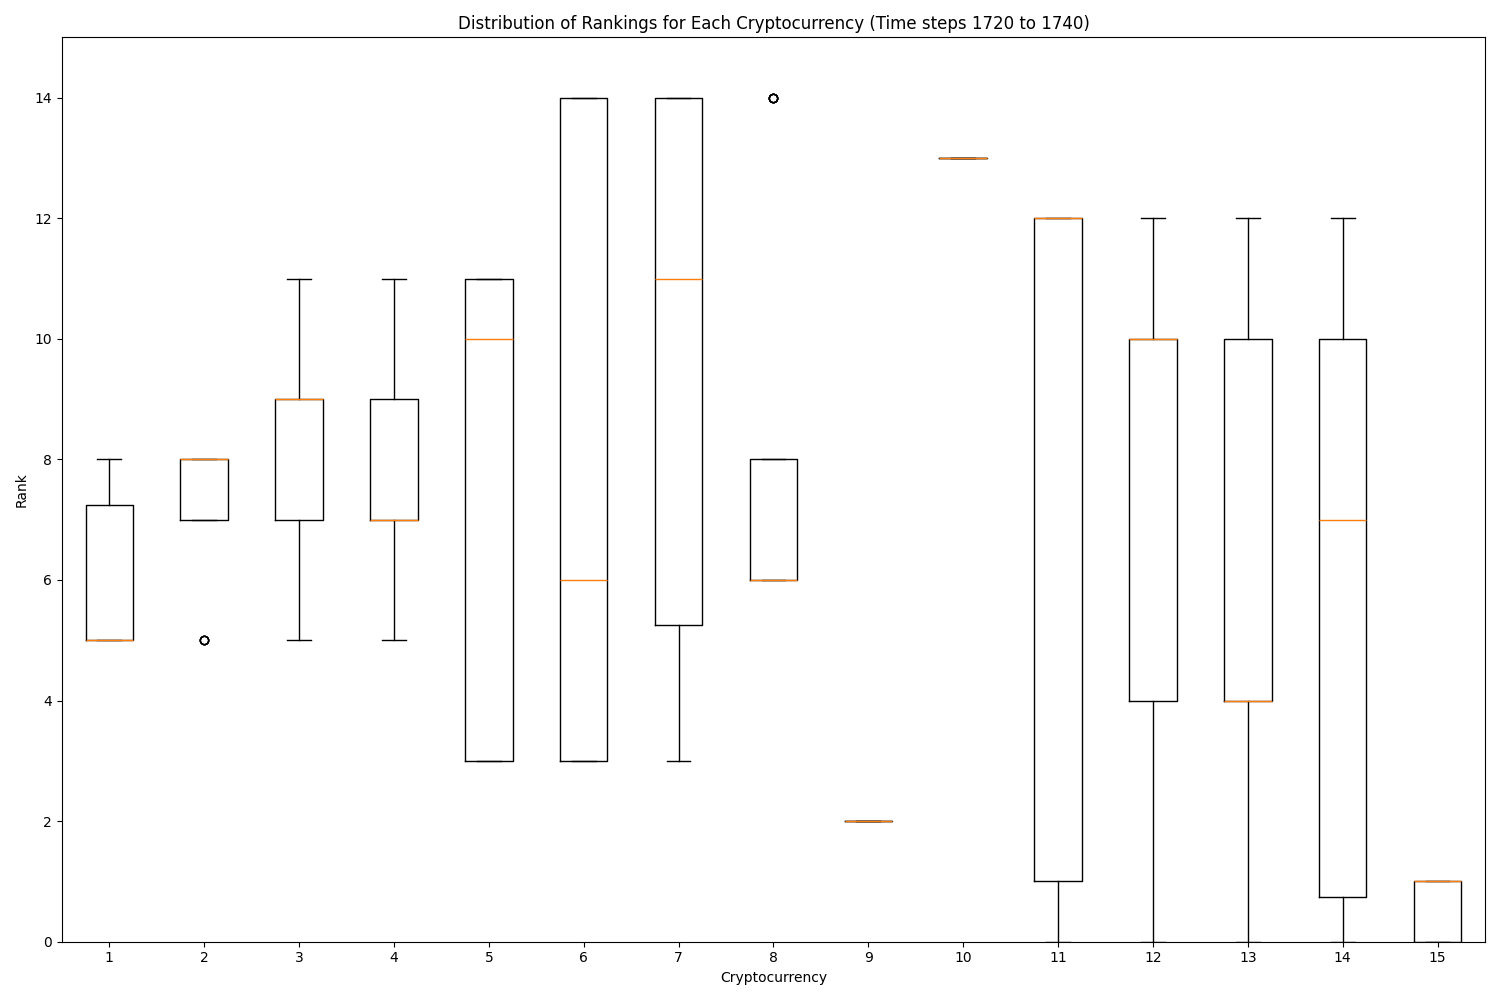 Distribution of Rankings for Each Cryptocurrency (Time steps 1720 to 1740)
14
12
10
8
6
4
2
0
Rank
1 2 3 4 5 6 7 8 9 10 11 12 13 14 15
Cryptocurrency